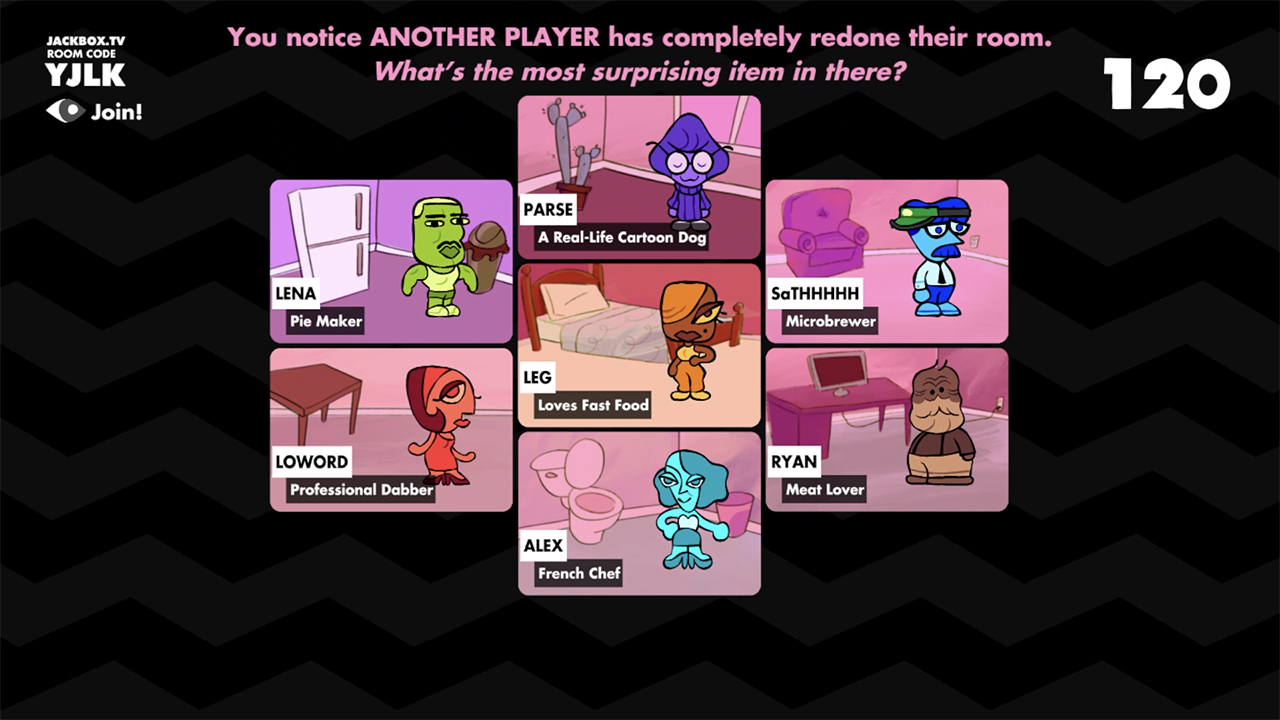 JACKBOX.TV
ROOM CODE
YJLK
Join!
You notice ANOTHER PLAYER has completely redone their room.
What's the most surprising item in there?
120
PARSE
A Real-Life Cartoon Dog
LENA
Pie Maker
SaTHHHHH
Microbrewer
LEG
Loves Fast Food
LOWORD
Professional Dabber
RYAN
Meat Lover
ALEX
French Chef